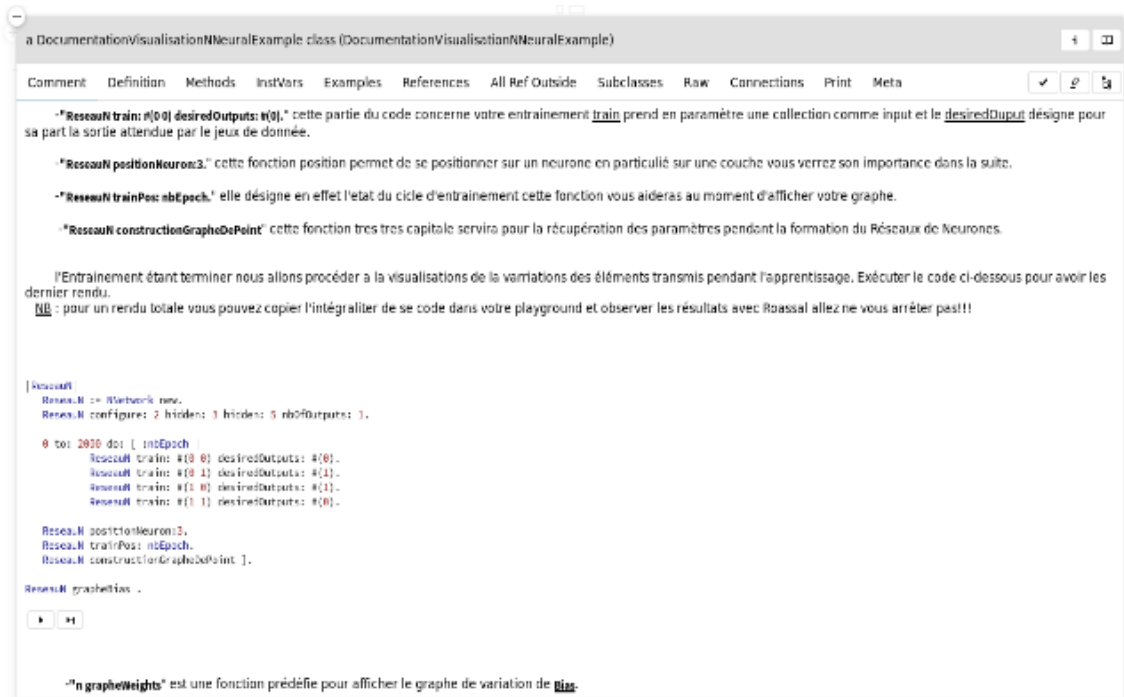 a DocumentationVisualisationNNeuralExample class (DocumentationVisualisationNNeuralExample)
Comment Definition Methods InstVars Examples References All Ref Outside Subclasses Raw Connections Print Meta
-"ReseauN train: #(0 0) desiredOutputs: #(0)." cette partie du code concerne votre entrainement train prend en paramètre une collection comme input et le desiredOuput désigne pour
sa part la sortie attendue par le jeux de donnée.
-"ReseauN positionNeuron:3." cette fonction position permet de se positionner sur un neurone en particulié sur une couche vous verrez son importance dans la suite.
-"ReseauN trainPos: nbEpoch." elle désigne en effet l'etat du cicle d'entrainement cette fonction vous aideras au moment d'afficher votre graphe.
-"ReseauN constructionGrapheDePoint" cette fonction tres tres capitale servira pour la récupération des paramètres pendant la formation du Réseaux de Neurones.
l'Entrainement étant terminer nous allons procéder a la visualisations de la varriations des éléments transmis pendant l'apprentissage. Exécuter le code ci-dessous pour avoir les
dernier rendu.
NB : pour un rendu totale vous pouvez copier l'intégraliter de se code dans votre playground et observer les résultats avec Roassal allez ne vous arrêter pas!!!
|ReseauN|
ReseauN := NNetwork new.
ReseauN configure: 2 hidden: 3 hidden: 5 nbOfOutputs: 1.
0 to: 2000 do: [ :nbEpoch |
ReseauN train: #(0 0) desiredOutputs: #(0).
ReseauN train: #(0 1) desiredOutputs: #(1).
ReseauN train: #(1 0) desiredOutputs: #(1).
ReseauN train: #(1 1) desiredOutputs: #(0).
ReseauN positionNeuron:3.
ReseauN trainPos: nbEpoch.
ReseauN constructionGrapheDePoint ].
ReseauN grapheBias .
-"n grapheWeights" est une fonction prédéfie pour afficher le graphe de variation de Bias.